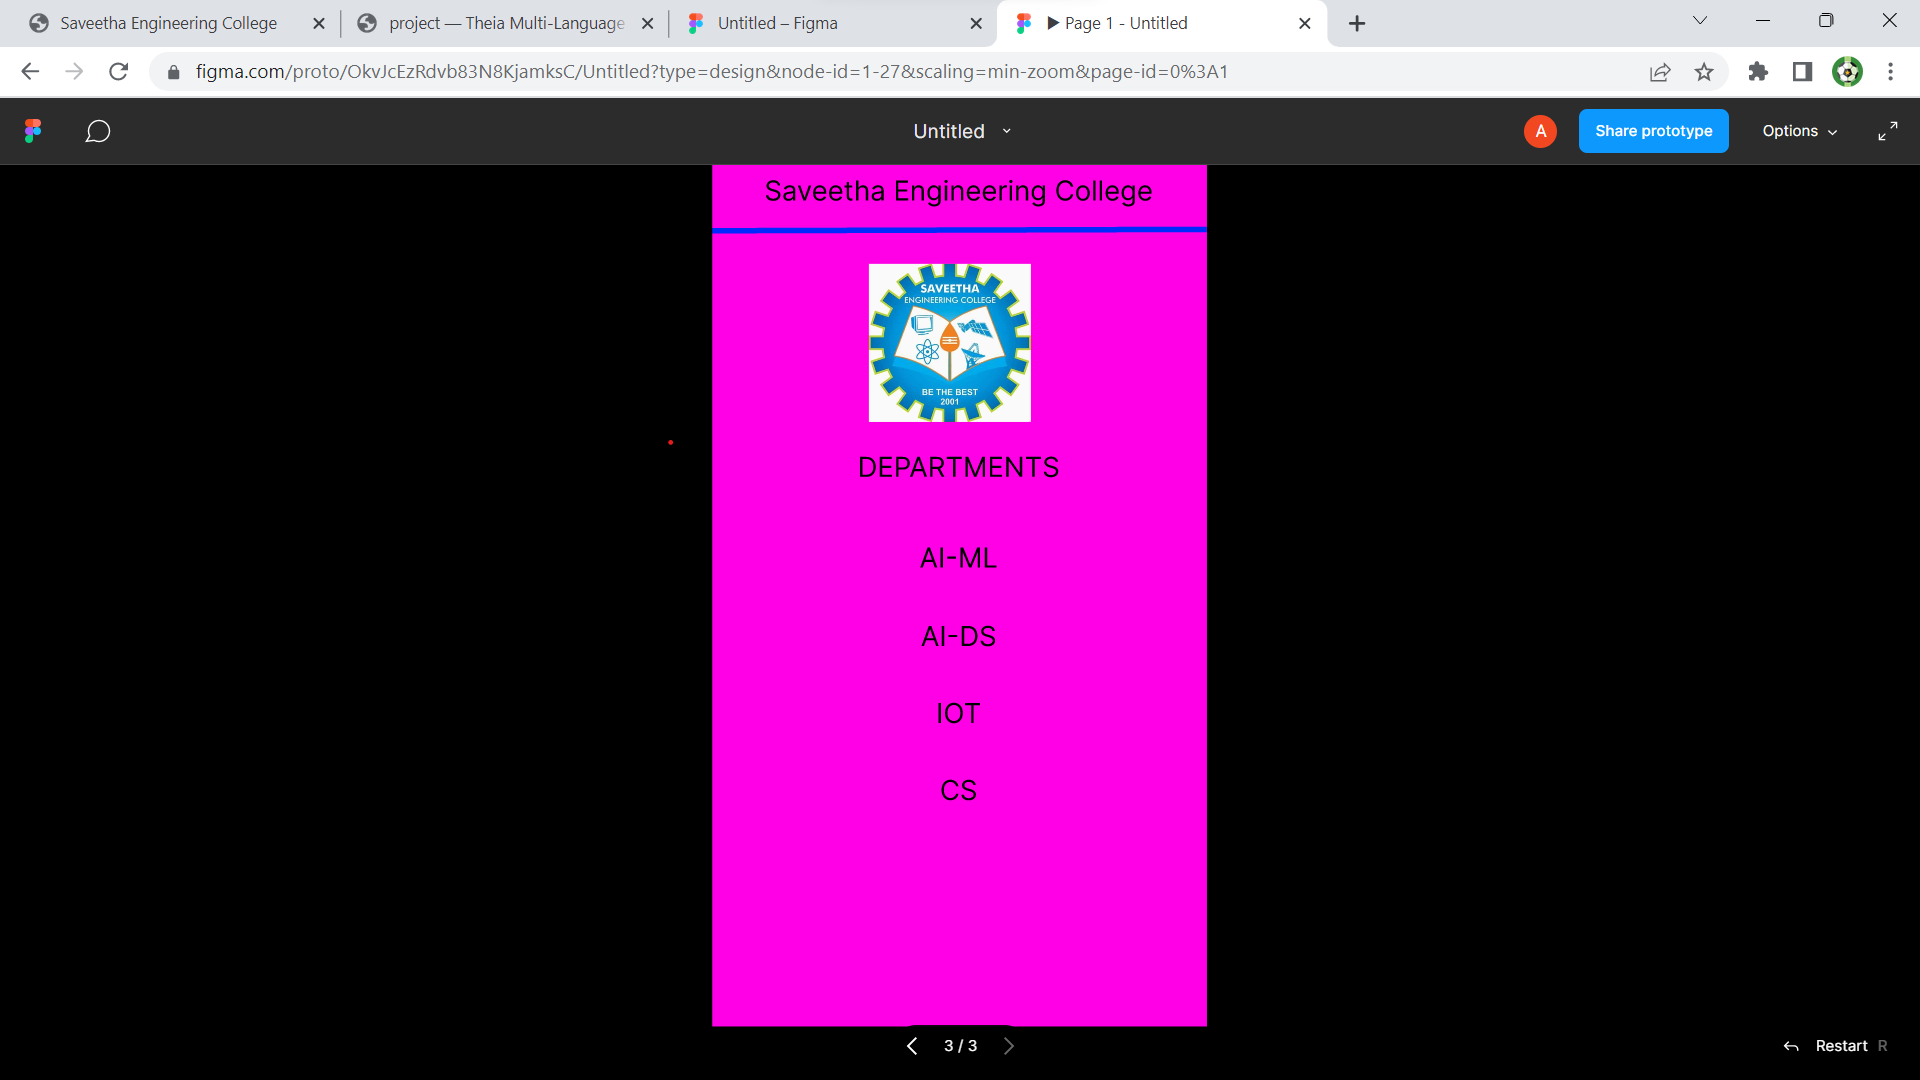 Saveetha Engineering College
project — Theia Multi-Language
Untitled – Figma
▶ Page 1 - Untitled
figma.com/proto/OkvJcEzRdvb83N8KjamksC/Untitled?type=design&node-id=1-27&scaling=min-zoom&page-id=0%3A1
Untitled
A
Share prototype
Options
Saveetha Engineering College
SAVEETHA
ENGINEERING COLLEGE
BE THE BEST
2001
DEPARTMENTS
AI-ML
AI-DS
IOT
CS
3 / 3
Restart R